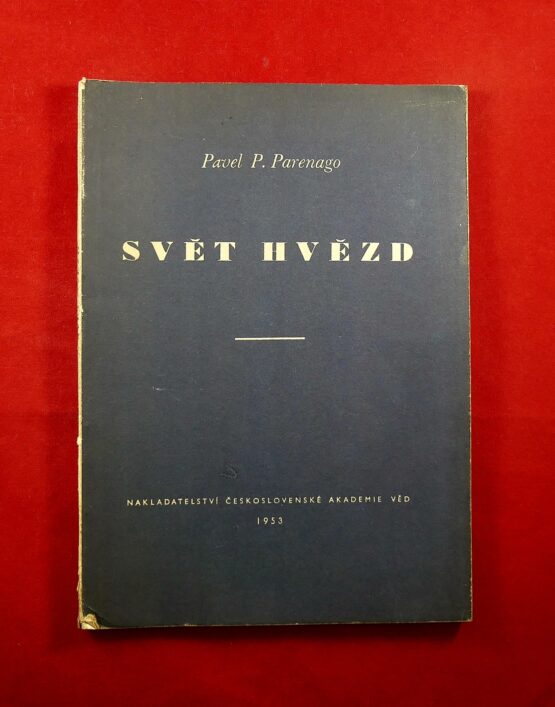 Pavel P. Parenago
SVĚT HVĚZD
NAKLADATELSTVÍ ČESKOSLOVENSKÉ AKADEMIE VĚD
1953